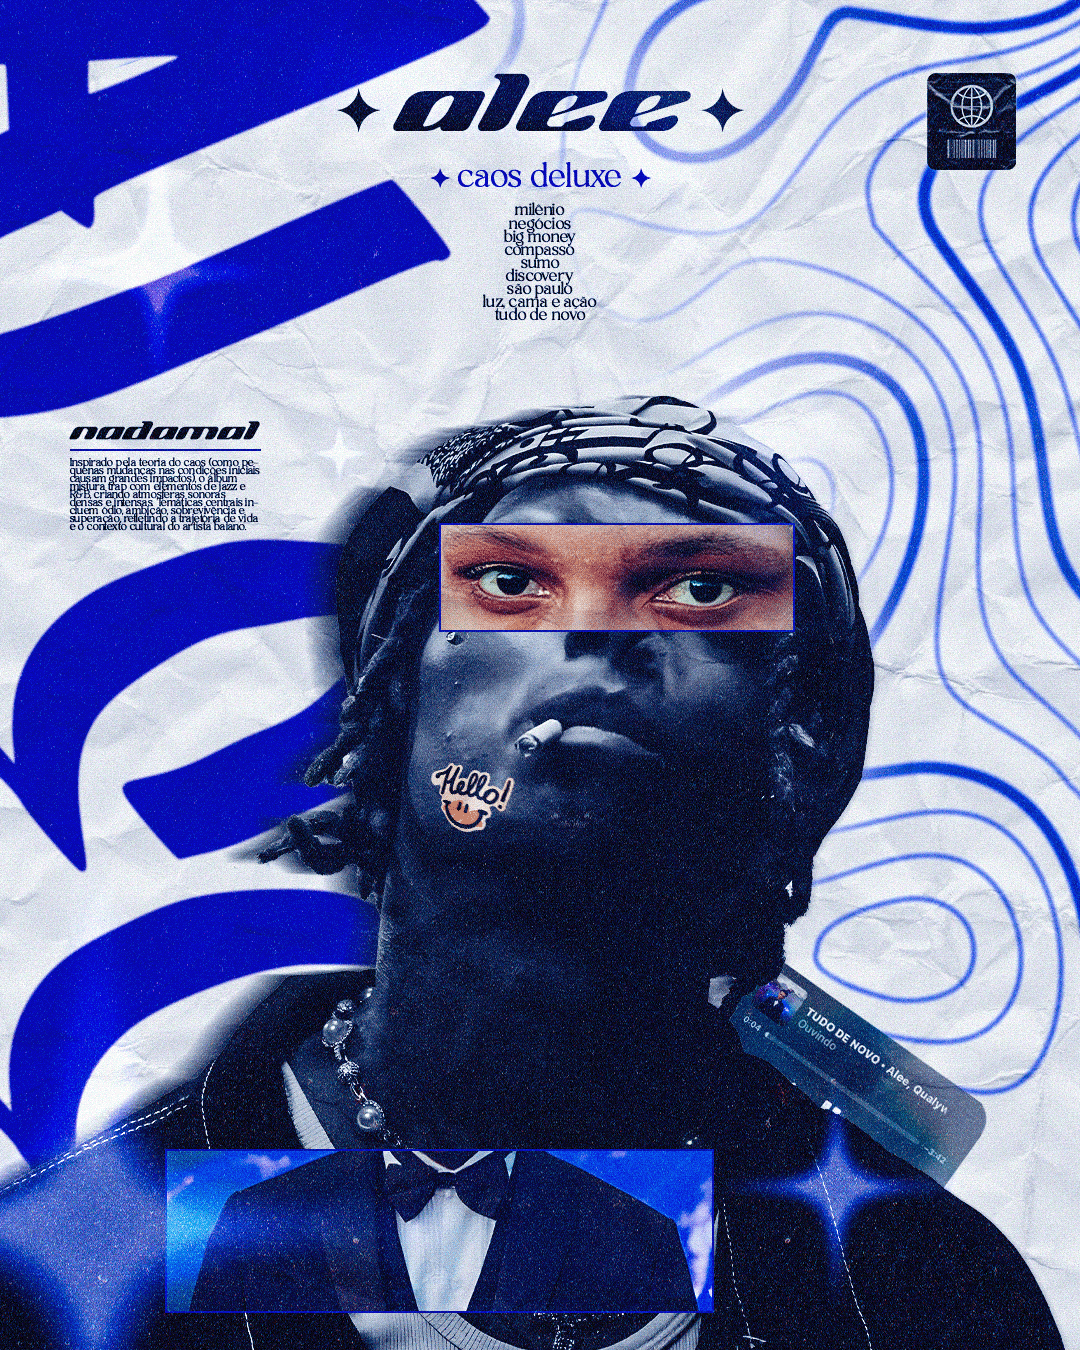 alee
caos deluxe
milênio
negócios
big money
compasso
sumo
discovery
são paulo
luz, cama e ação
tudo de novo
nadamal
Inspirado pela teoria do caos (como pe-
quenas mudanças nas condições iniciais
causam grandes impactos), o álbum
mistura trap com elementos de jazz e
R&B, criando atmosferas sonoras
densas e intensas. Temáticas centrais in-
cluem ódio, ambição, sobrevivência e
superação, refletindo a trajetória de vida
e o contexto cultural do artista baiano.
Hello!
TUDO DE NOVO • Alee, Qualyw
Ouvindo
0:04
-3:42